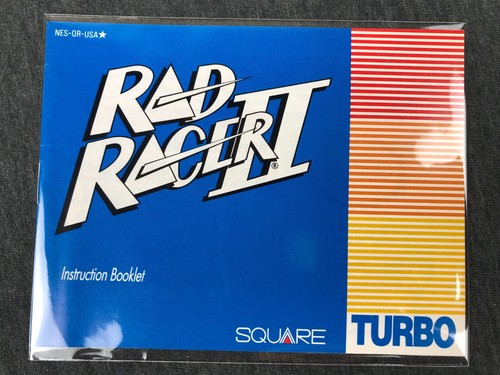 NES-QR-USA★
RAD
RACER II®
Instruction Booklet
SQUARE
TURBO